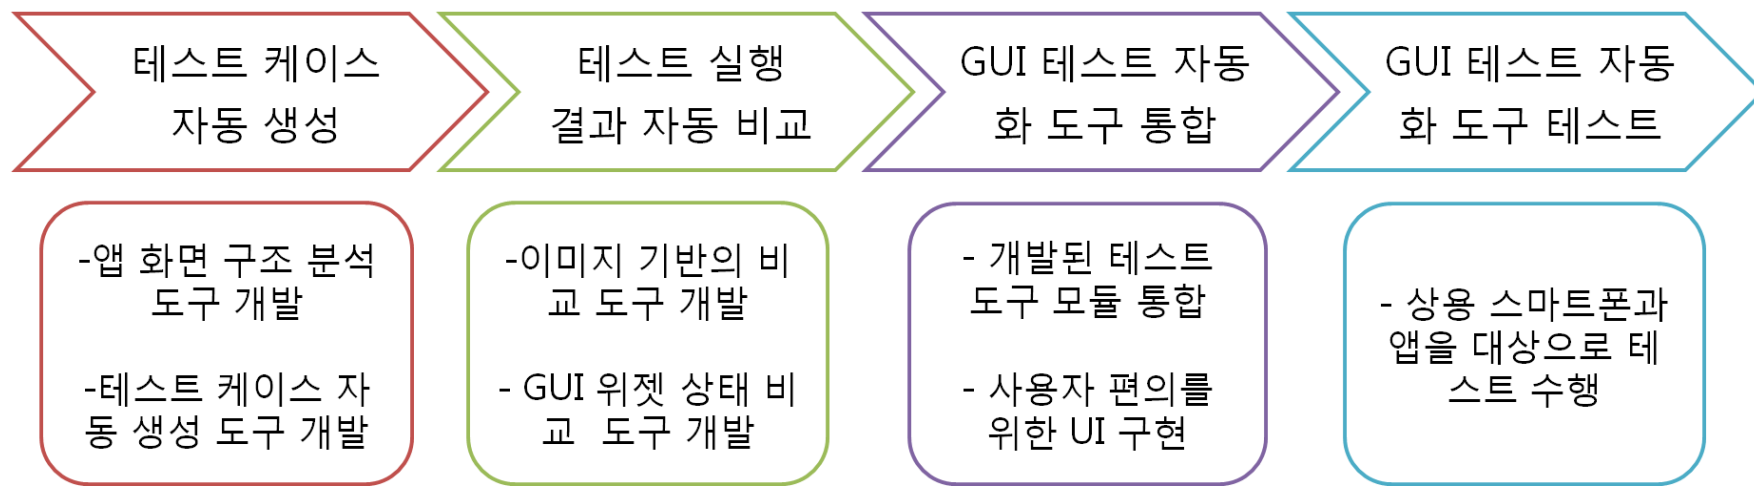 테스트 케이스
자동 생성
테스트 실행
결과 자동 비교
GUI 테스트 자동
화 도구 통합
GUI 테스트 자동
화 도구 테스트
-앱 화면 구조 분석
도구 개발
-테스트 케이스 자
동 생성 도구 개발
-이미지 기반의 비
교 도구 개발
- GUI 위젯 상태 비
교  도구 개발
- 개발된 테스트
도구 모듈 통합
- 사용자 편의를
위한 UI 구현
- 상용 스마트폰과
앱을 대상으로 테
스트 수행